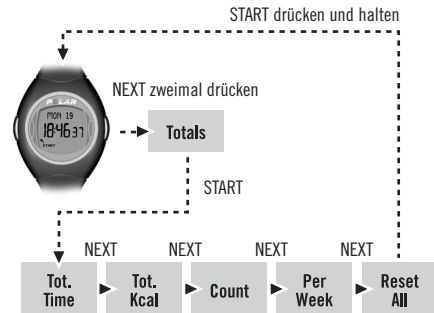 START drücken und halten
NEXT zweimal drücken
POLAR
MON 19
18:46 37
START
Totals
START
NEXT
NEXT
NEXT
NEXT
Tot.
Time
Tot.
Kcal
Count
Per
Week
Reset
All